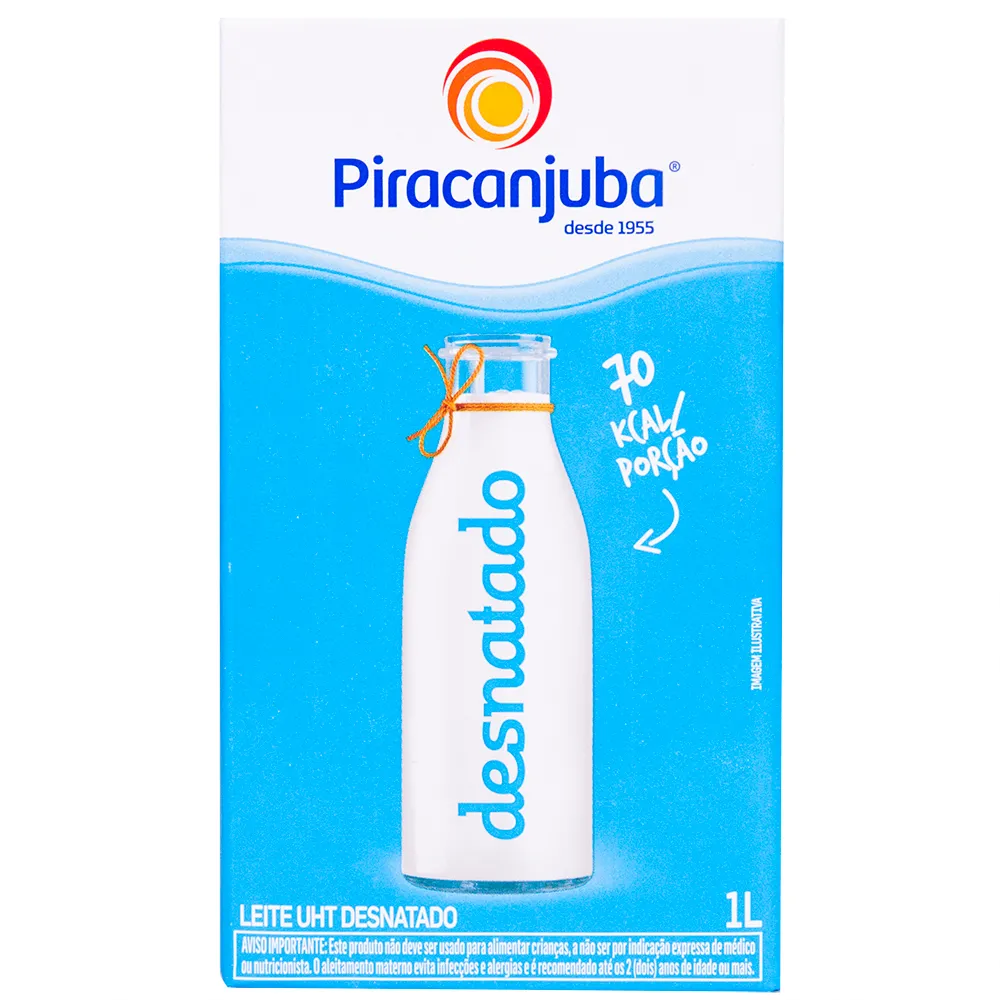 Piracanjuba®
desde 1955
70
KCAL/
PORÇÃO
desnatado
IMAGEM ILUSTRATIVA
LEITE UHT DESNATADO
1L
AVISO IMPORTANTE: Este produto não deve ser usado para alimentar crianças, a não ser por indicação expressa de médico
ou nutricionista. O aleitamento materno evita infecções e alergias e é recomendado até os 2 (dois) anos de idade ou mais.